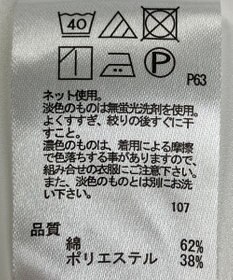 40
P
P63
ネット使用。
淡色のものは無蛍光洗剤を使用。
よくすすぎ、絞りの後すぐに干
すこと。
濃色のものは、着用による摩擦
で色落ちする事がありますので、
組み合せの衣服にご注意下さい。
また、淡色のものとは別にお洗
い下さい。
107
品質
綿 62%
ポリエステル 38%